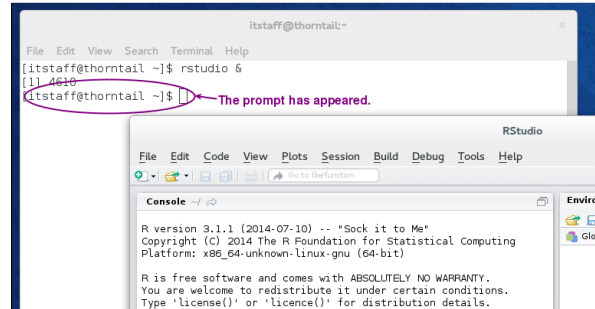 itstaff@thorntail:~
File Edit View Search Terminal Help
[itstaff@thorntail ~]$ rstudio &
[1] 4610
[itstaff@thorntail ~]$
The prompt has appeared.
RStudio
File Edit Code View Plots Session Build Debug Tools Help
Go to file/function
Console ~/
R version 3.1.1 (2014-07-10) -- "Sock it to Me"
Copyright (C) 2014 The R Foundation for Statistical Computing
Platform: x86_64-unknown-linux-gnu (64-bit)
R is free software and comes with ABSOLUTELY NO WARRANTY.
You are welcome to redistribute it under certain conditions.
Type 'license()' or 'licence()' for distribution details.
Enviro
Glo